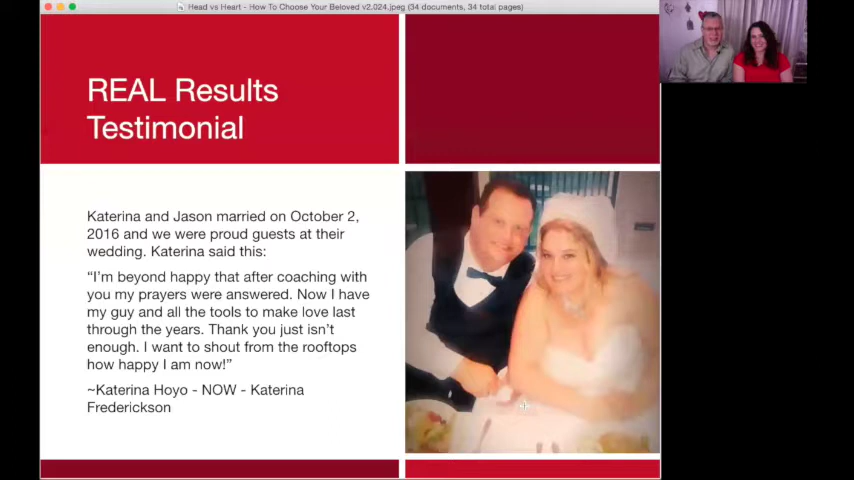 Head vs Heart - How To Choose Your Beloved v2.024.jpeg (34 documents, 34 total pages)
REAL Results
Testimonial
Katerina and Jason married on October 2,
2016 and we were proud guests at their
wedding. Katerina said this:
“I’m beyond happy that after coaching with
you my prayers were answered. Now I have
my guy and all the tools to make love last
through the years. Thank you just isn’t
enough. I want to shout from the rooftops
how happy I am now!”
~Katerina Hoyo - NOW - Katerina
Frederickson